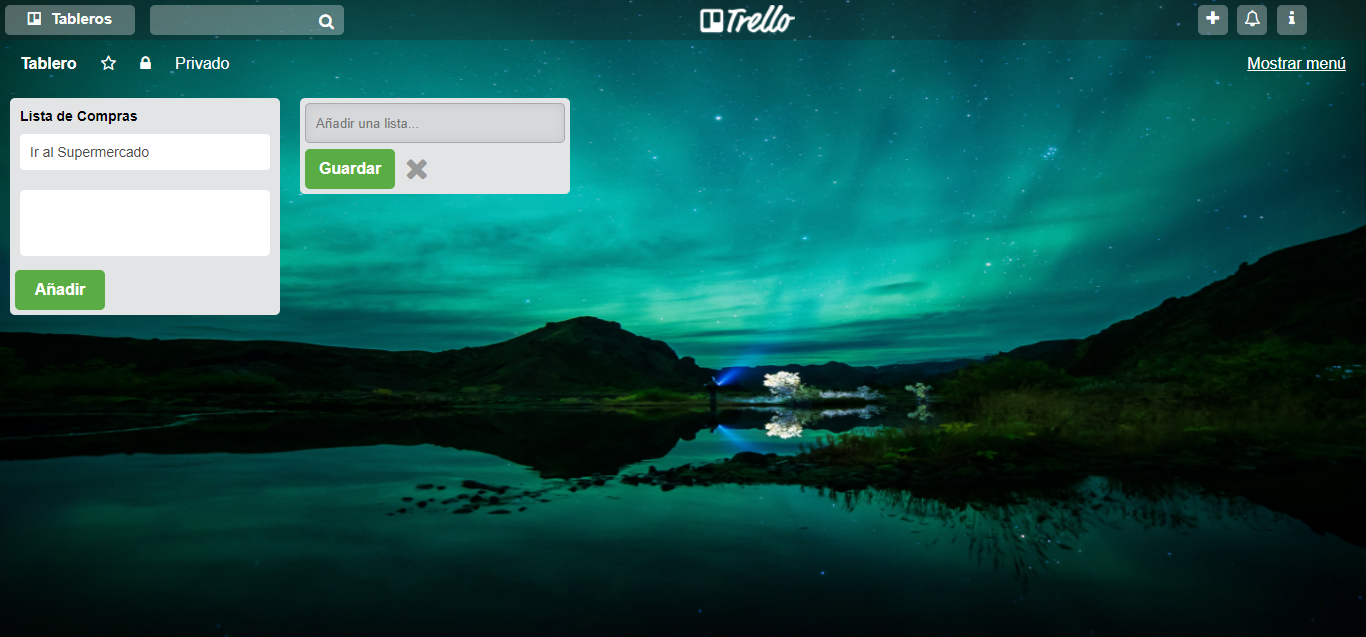 Tableros
Trello
Tablero
Privado
Mostrar menú
Lista de Compras
Ir al Supermercado
Añadir
Añadir una lista...
Guardar